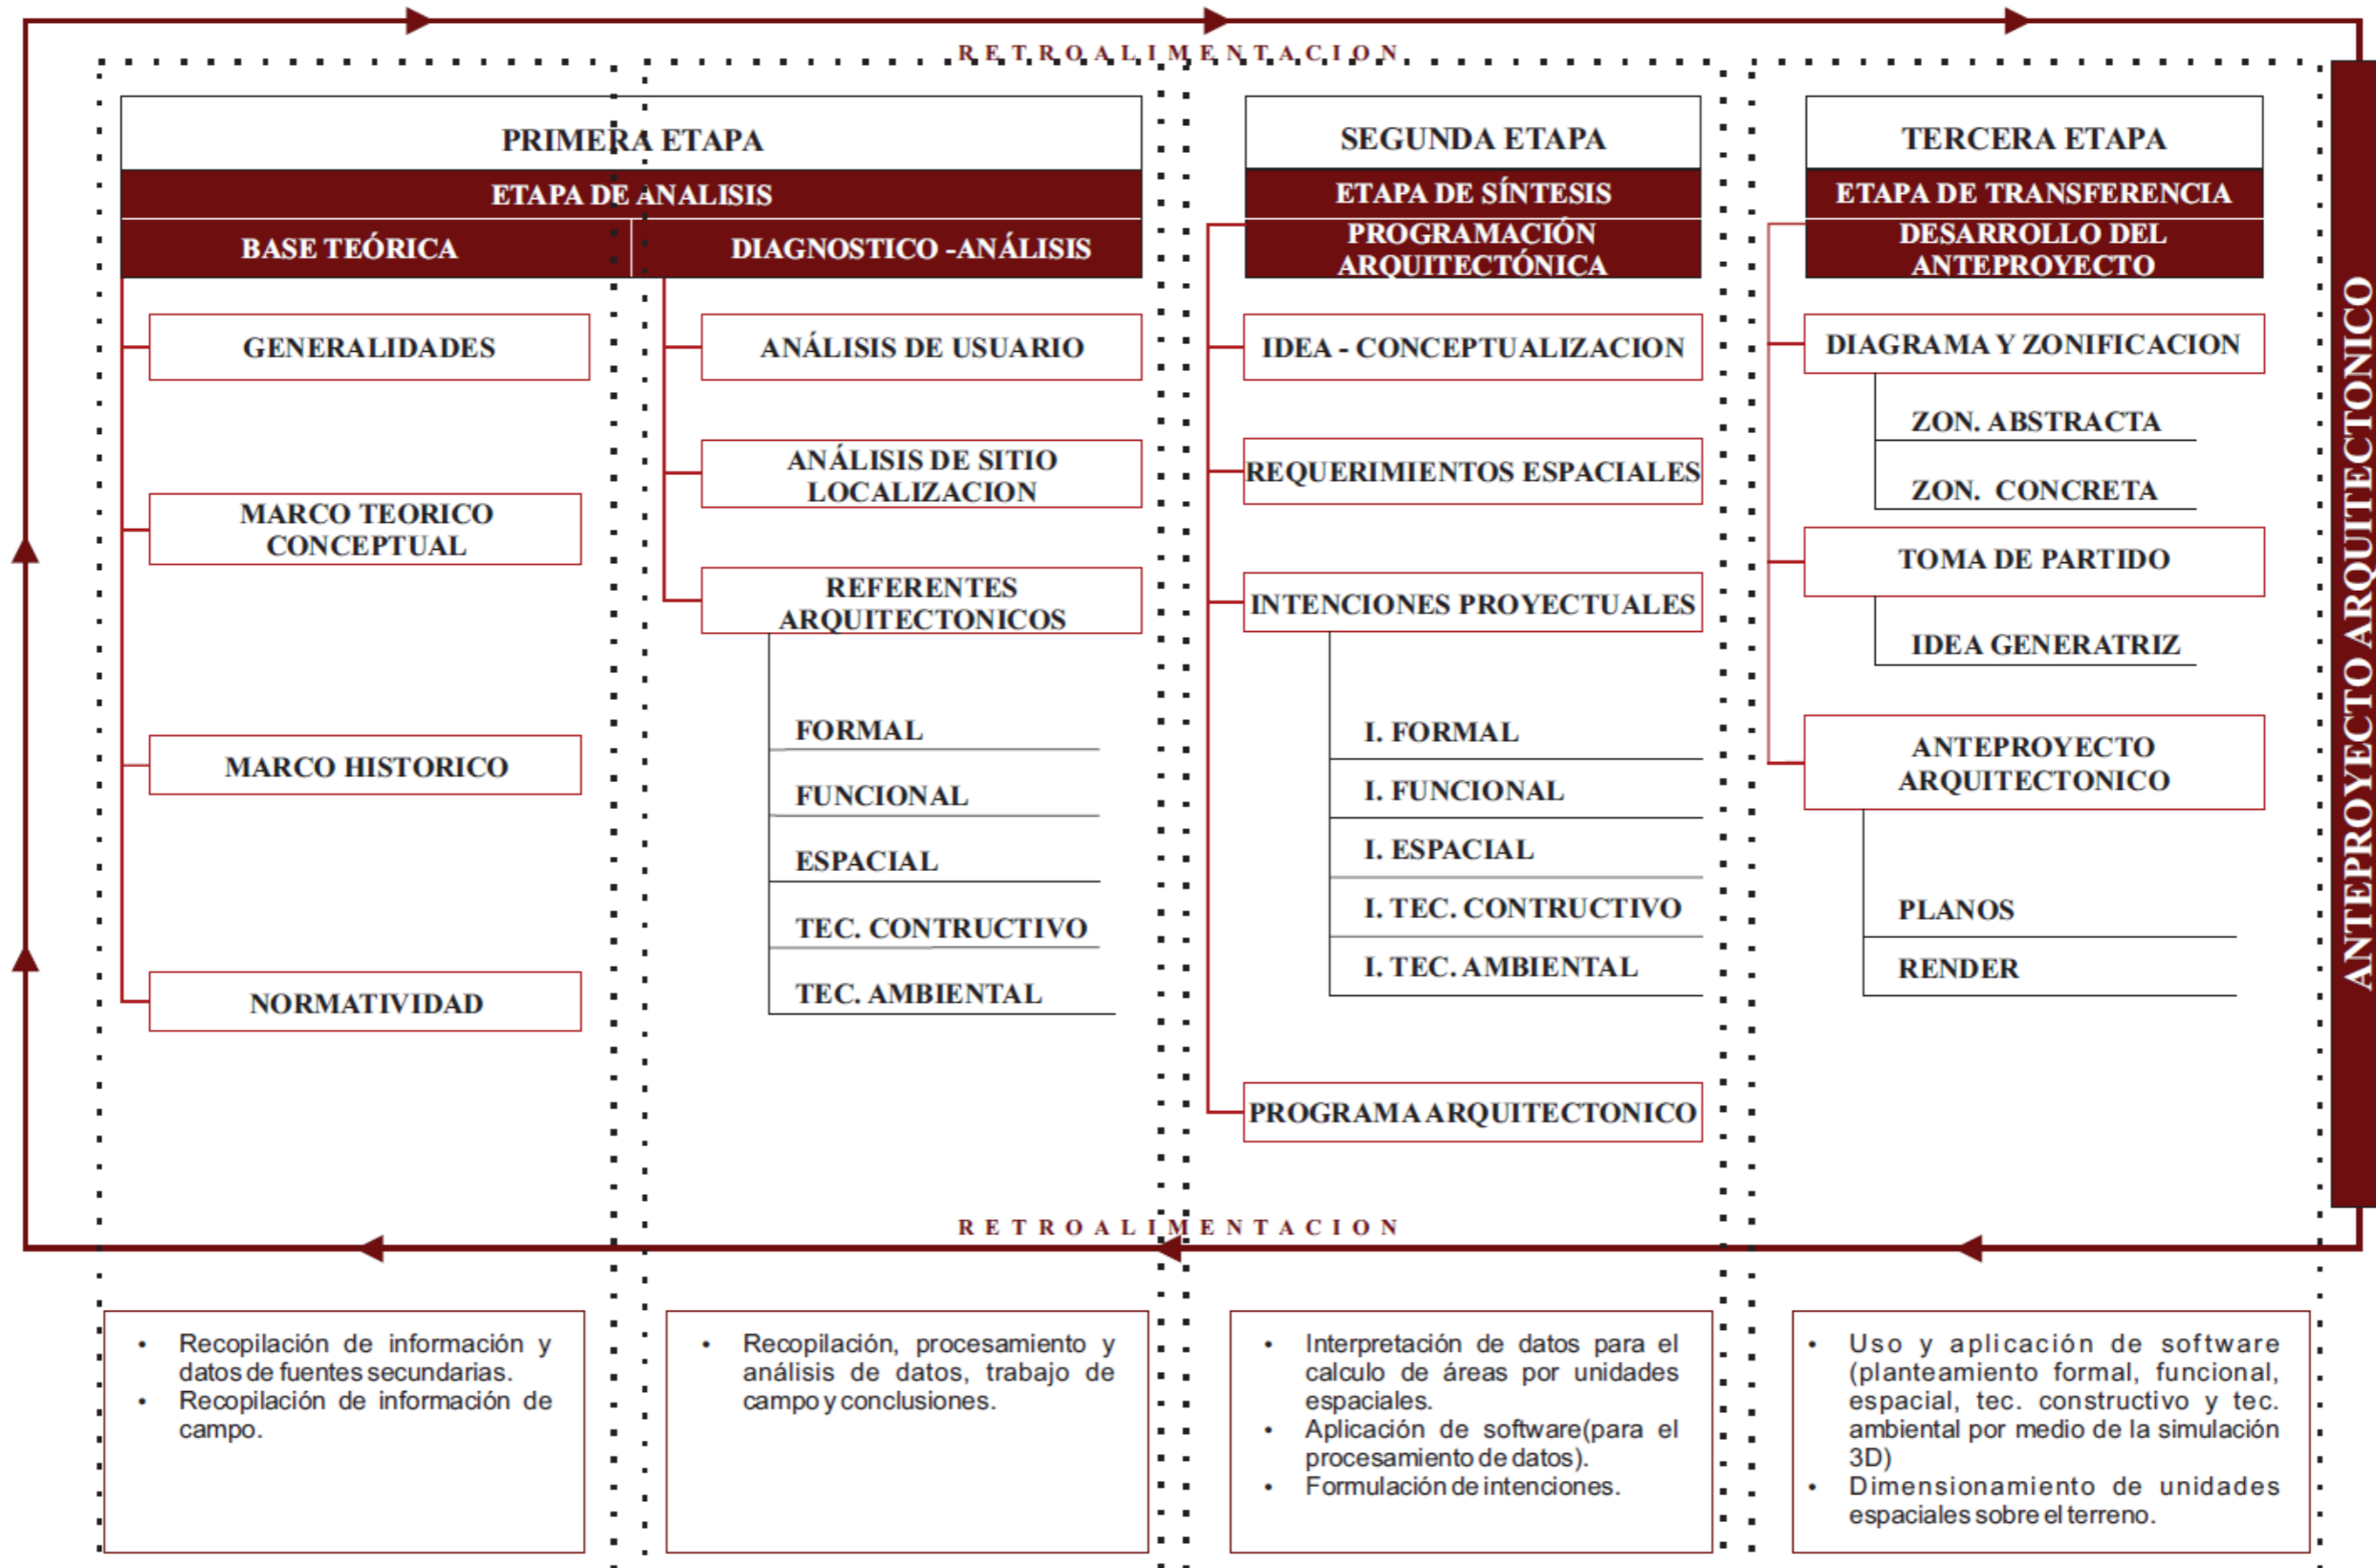 RETROALIMENTACION
PRIMERA ETAPA
ETAPA DE ANALISIS
BASE TEÓRICA
GENERALIDADES
MARCO TEORICO
CONCEPTUAL
MARCO HISTORICO
NORMATIVIDAD
DIAGNOSTICO -ANÁLISIS
ANÁLISIS DE USUARIO
ANÁLISIS DE SITIO
LOCALIZACION
REFERENTES
ARQUITECTONICOS
FORMAL
FUNCIONAL
ESPACIAL
TEC. CONTRUCTIVO
TEC. AMBIENTAL
SEGUNDA ETAPA
ETAPA DE SÍNTESIS
PROGRAMACIÓN
ARQUITECTÓNICA
IDEA - CONCEPTUALIZACION
REQUERIMIENTOS ESPACIALES
INTENCIONES PROYECTUALES
I. FORMAL
I. FUNCIONAL
I. ESPACIAL
I. TEC. CONTRUCTIVO
I. TEC. AMBIENTAL
PROGRAMA ARQUITECTONICO
TERCERA ETAPA
ETAPA DE TRANSFERENCIA
DESARROLLO DEL
ANTEPROYECTO
DIAGRAMA Y ZONIFICACION
ZON. ABSTRACTA
ZON. CONCRETA
TOMA DE PARTIDO
IDEA GENERATRIZ
ANTEPROYECTO
ARQUITECTONICO
PLANOS
RENDER
ANTEPROYECTO ARQUITECTONICO
RETROALIMENTACION
• Recopilación de información y
datos de fuentes secundarias.
• Recopilación de información de
campo.
• Recopilación, procesamiento y
análisis de datos, trabajo de
campo y conclusiones.
• Interpretación de datos para el
calculo de áreas por unidades
espaciales.
• Aplicación de software(para el
procesamiento de datos).
• Formulación de intenciones.
• Uso y aplicación de software
(planteamiento formal, funcional,
espacial, tec. constructivo y tec.
ambiental por medio de la simulación
3D)
• Dimensionamiento de unidades
espaciales sobre el terreno.